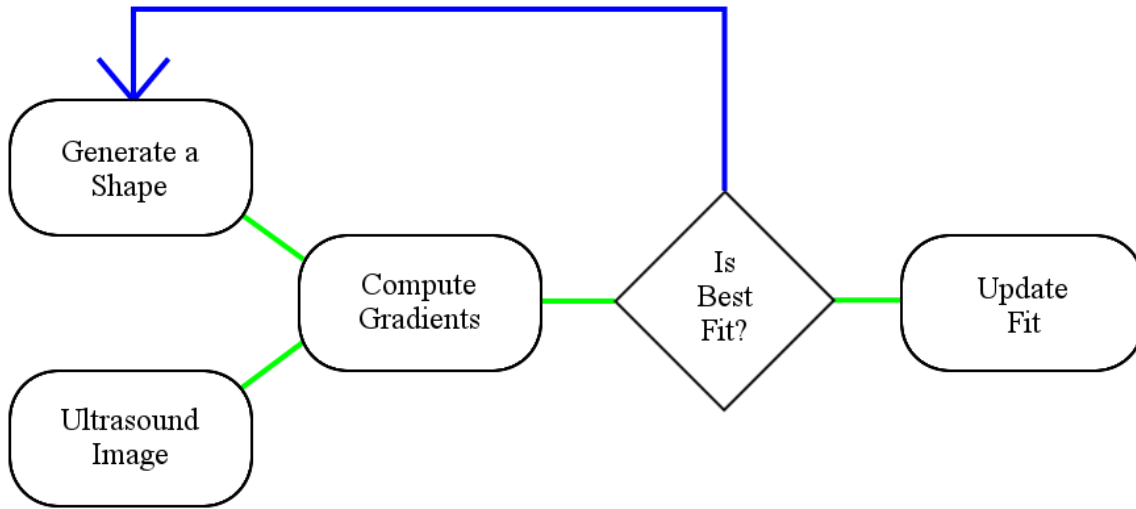 Generate a
Shape
Ultrasound
Image
Compute
Gradients
Is
Best
Fit?
Update
Fit